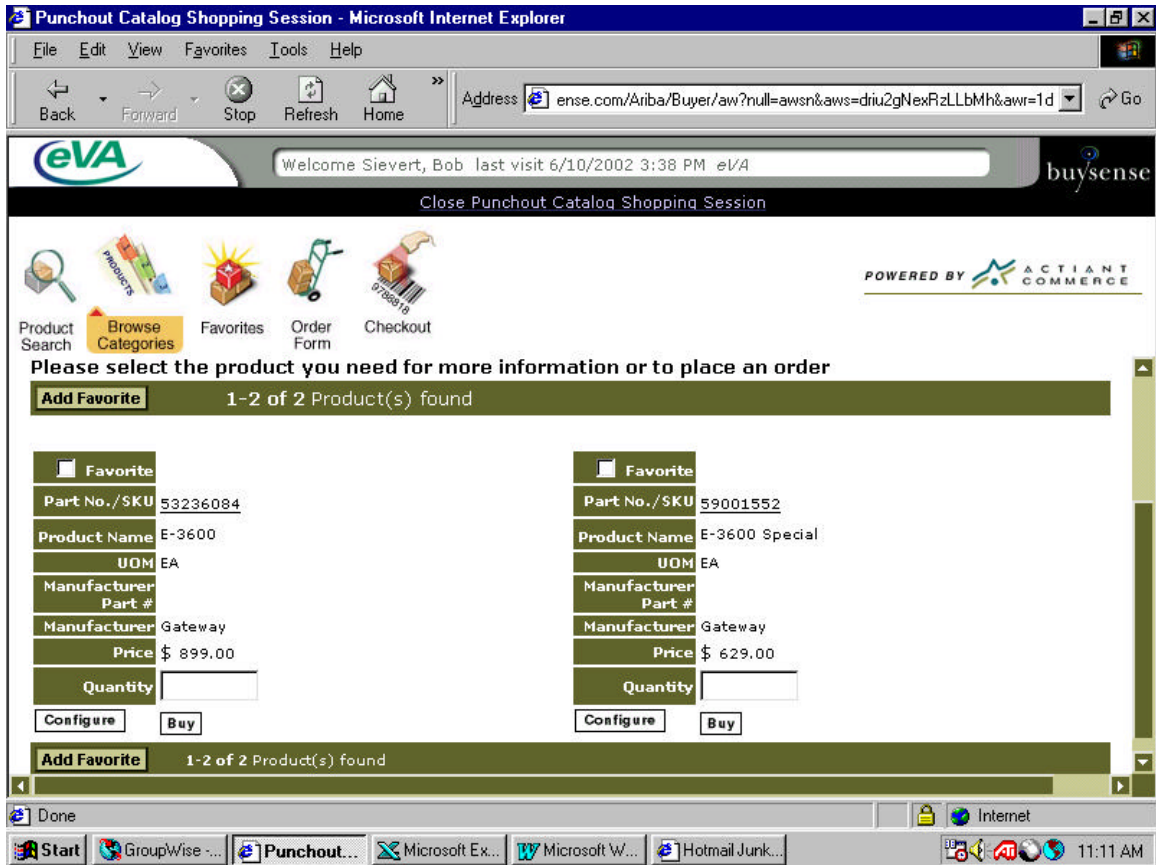 Punchout Catalog Shopping Session - Microsoft Internet Explorer
File Edit View Favorites Tools Help
Back Forward Stop Refresh Home » Address ense.com/Ariba/Buyer/aw?null=awsn&aws=driu2gNexRzLLbMh&awr=1d Go
eVA Welcome Sievert, Bob last visit 6/10/2002 3:38 PM eVA buysense
Close Punchout Catalog Shopping Session
PRODUCTS
9788818
POWERED BY ACTIANT COMMERCE
Product Search Browse Categories Favorites Order Form Checkout
Please select the product you need for more information or to place an order
Add Favorite 1-2 of 2 Product(s) found
Favorite Favorite
Part No./SKU 53236084 Part No./SKU 59001552
Product Name E-3600 Product Name E-3600 Special
UOM EA UOM EA
Manufacturer Part # Manufacturer Part #
Manufacturer Gateway Manufacturer Gateway
Price $ 899.00 Price $ 629.00
Quantity Quantity
Configure Buy Configure Buy
Add Favorite 1-2 of 2 Product(s) found
Done Internet
Start GroupWise -... Punchout... Microsoft Ex... Microsoft W... Hotmail Junk... 11:11 AM